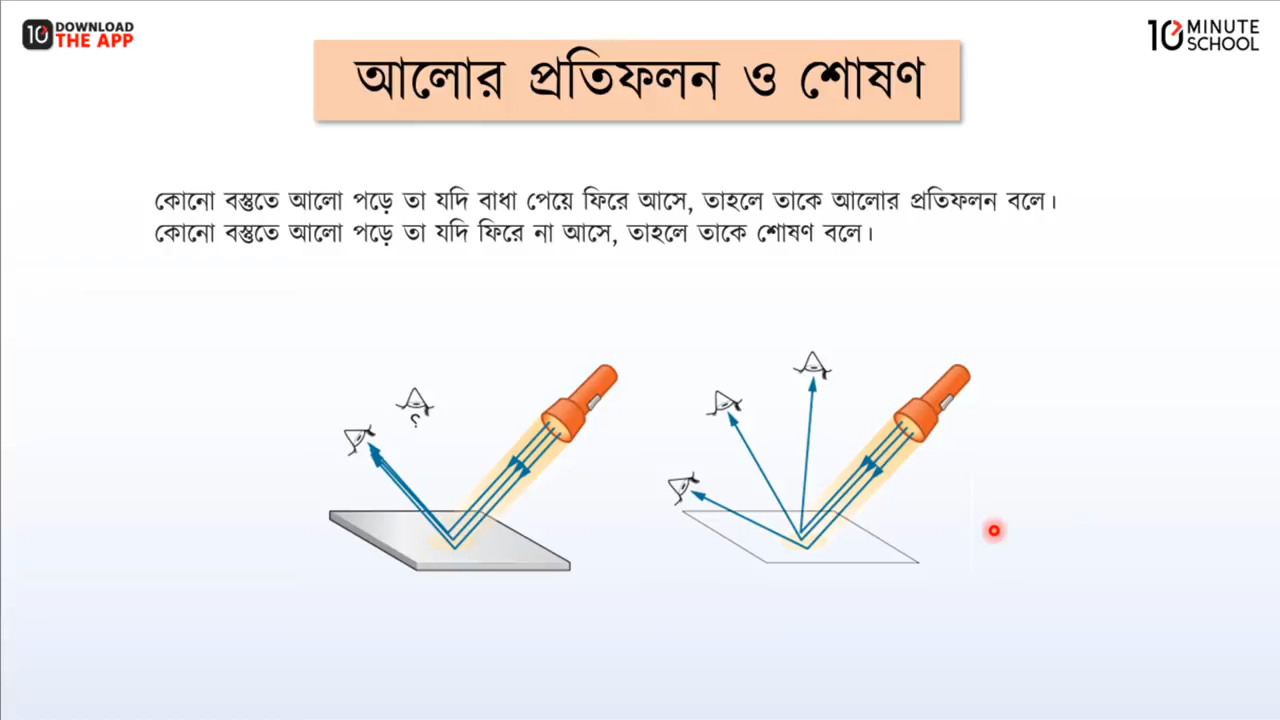 10 DOWNLOAD
THE APP
10 MINUTE
SCHOOL
আলোর প্রতিফলন ও শোষণ
কোনো বস্তুতে আলো পড়ে তা যদি বাধা পেয়ে ফিরে আসে, তাহলে তাকে আলোর প্রতিফলন বলে।
কোনো বস্তুতে আলো পড়ে তা যদি ফিরে না আসে, তাহলে তাকে শোষণ বলে।
?